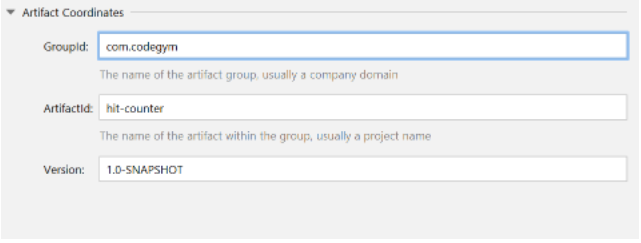 Artifact Coordinates
GroupId: com.codegym
The name of the artifact group, usually a company domain
ArtifactId: hit-counter
The name of the artifact within the group, usually a project name
Version: 1.0-SNAPSHOT